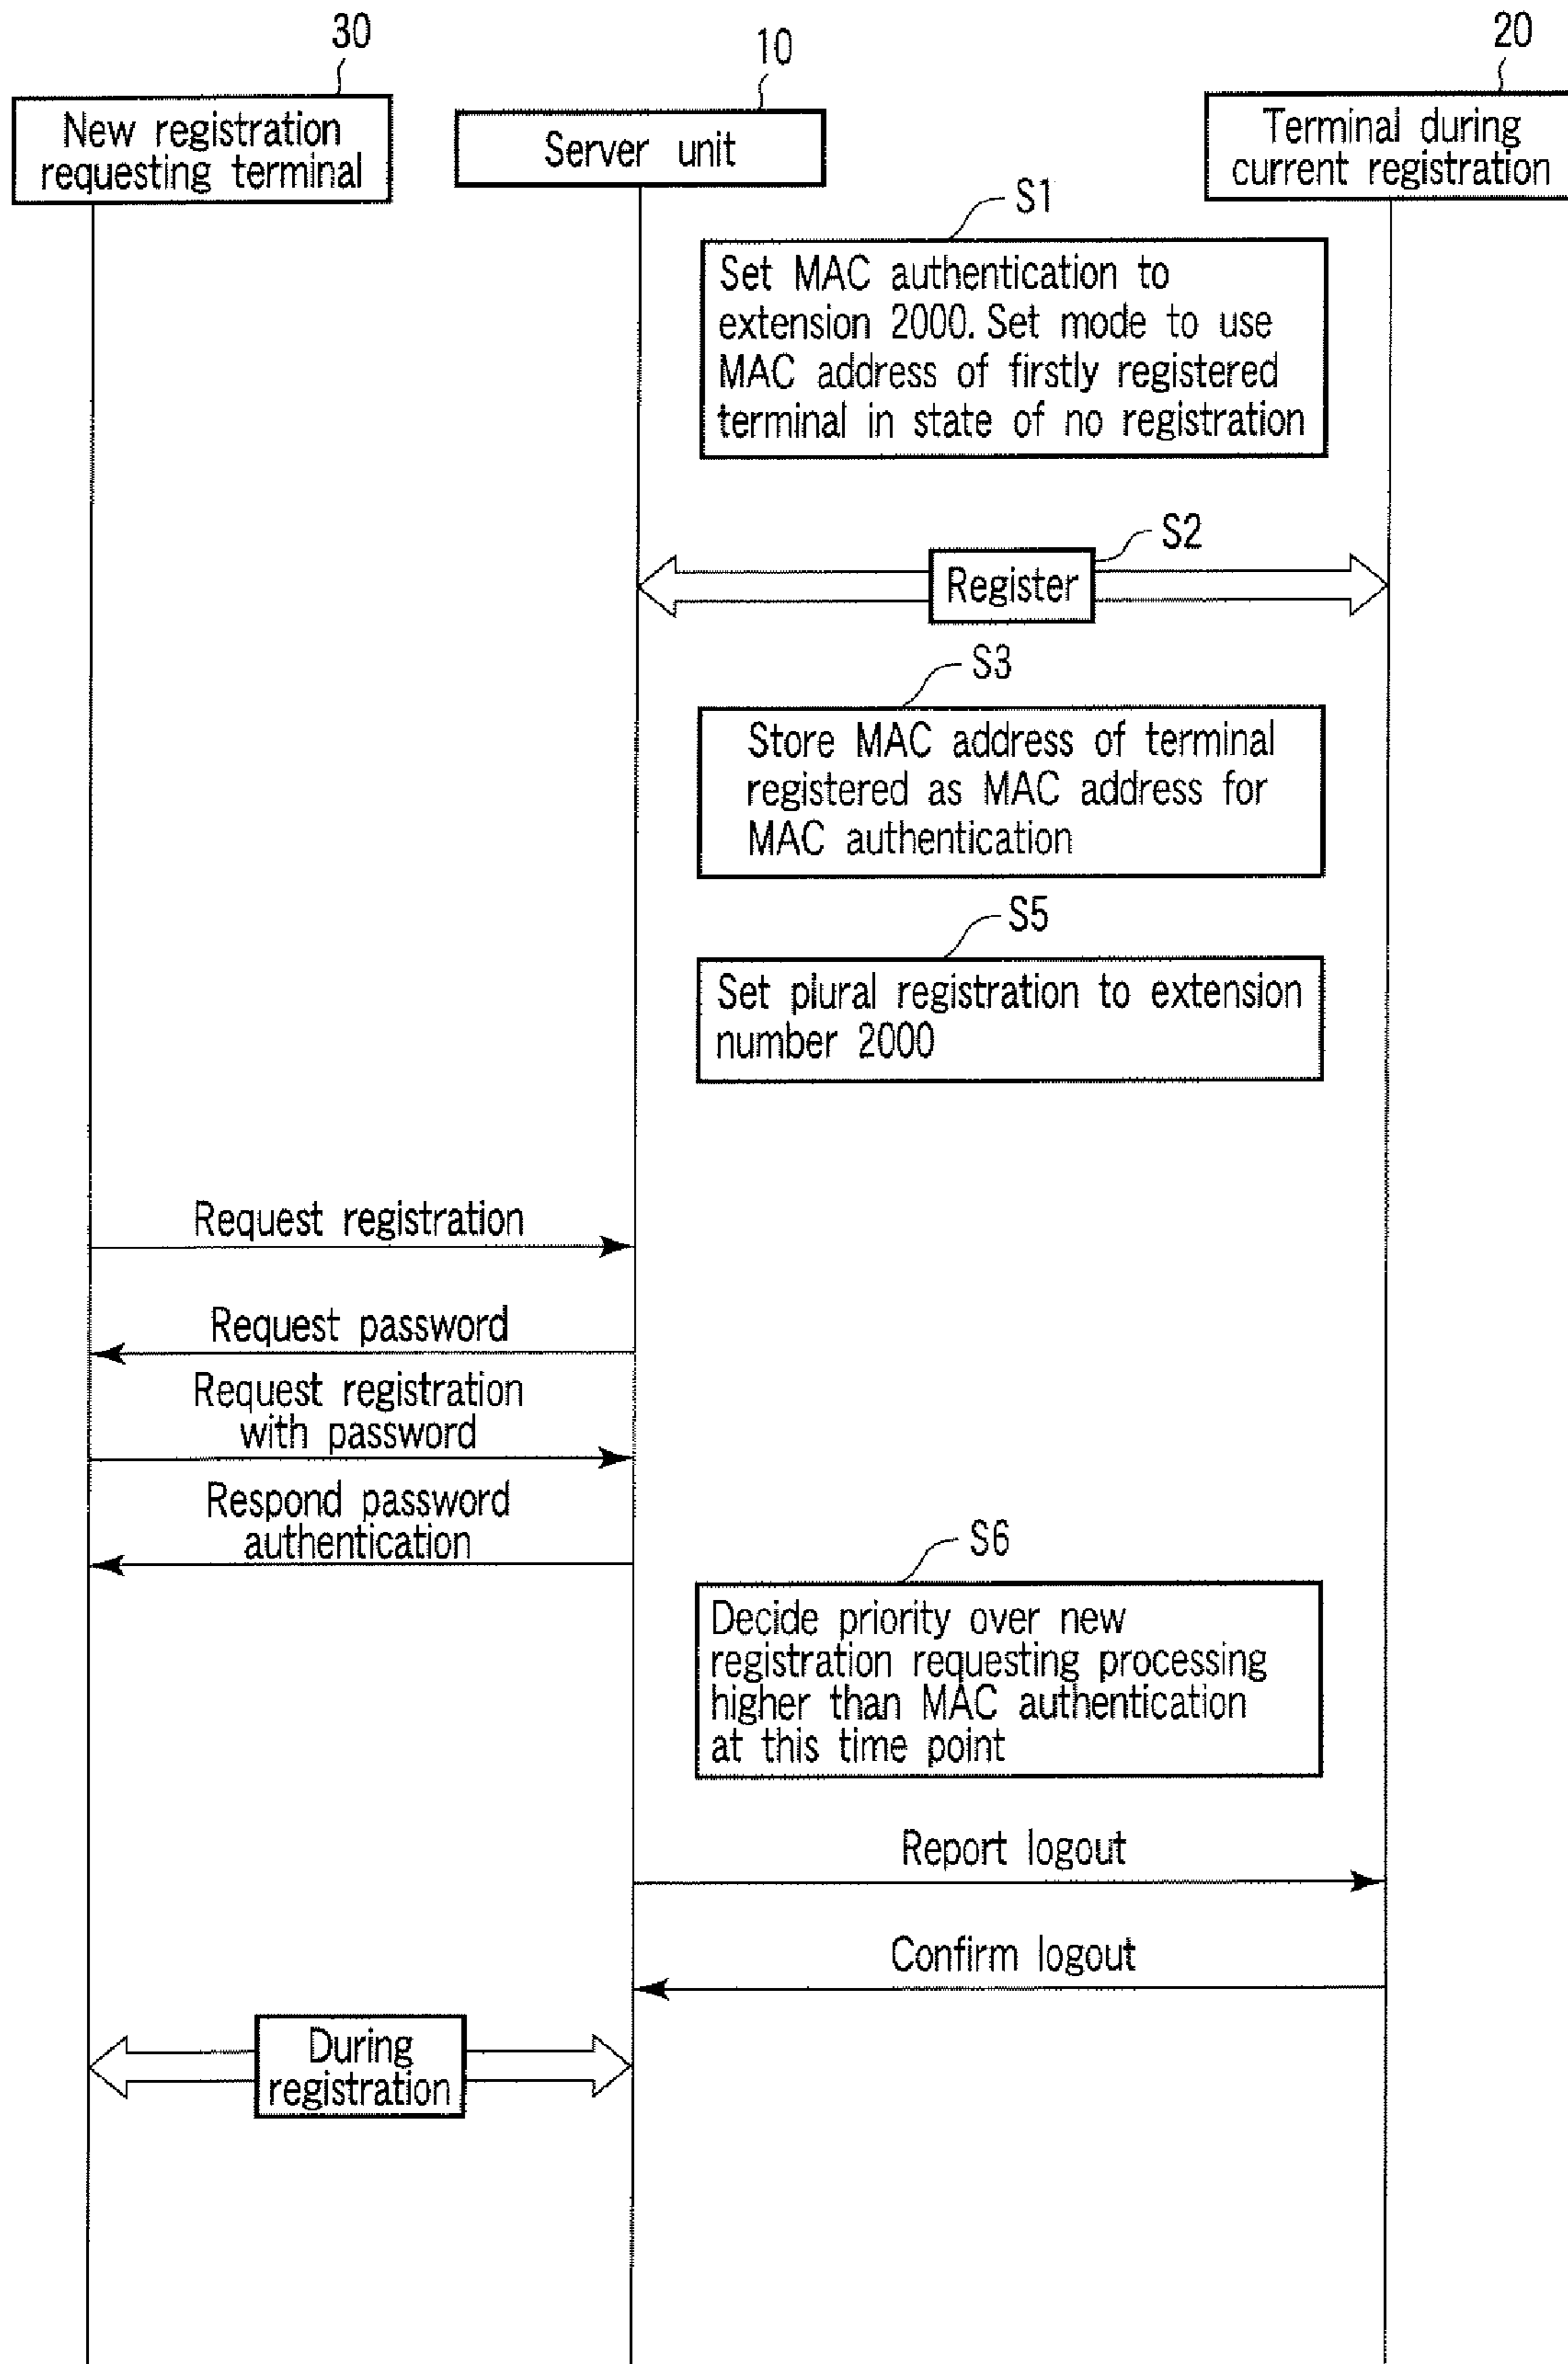 30
10
20
New registration
requesting terminal
Server unit
Terminal during
current registration
S1
Set MAC authentication to
extension 2000. Set mode to use
MAC address of firstly registered
terminal in state of no registration
S2
Register
S3
Store MAC address of terminal
registered as MAC address for
MAC authentication
S5
Set plural registration to extension
number 2000
Request registration
Request password
Request registration
with password
Respond password
authentication
S6
Decide priority over new
registration requesting processing
higher than MAC authentication
at this time point
Report logout
Confirm logout
During
registration